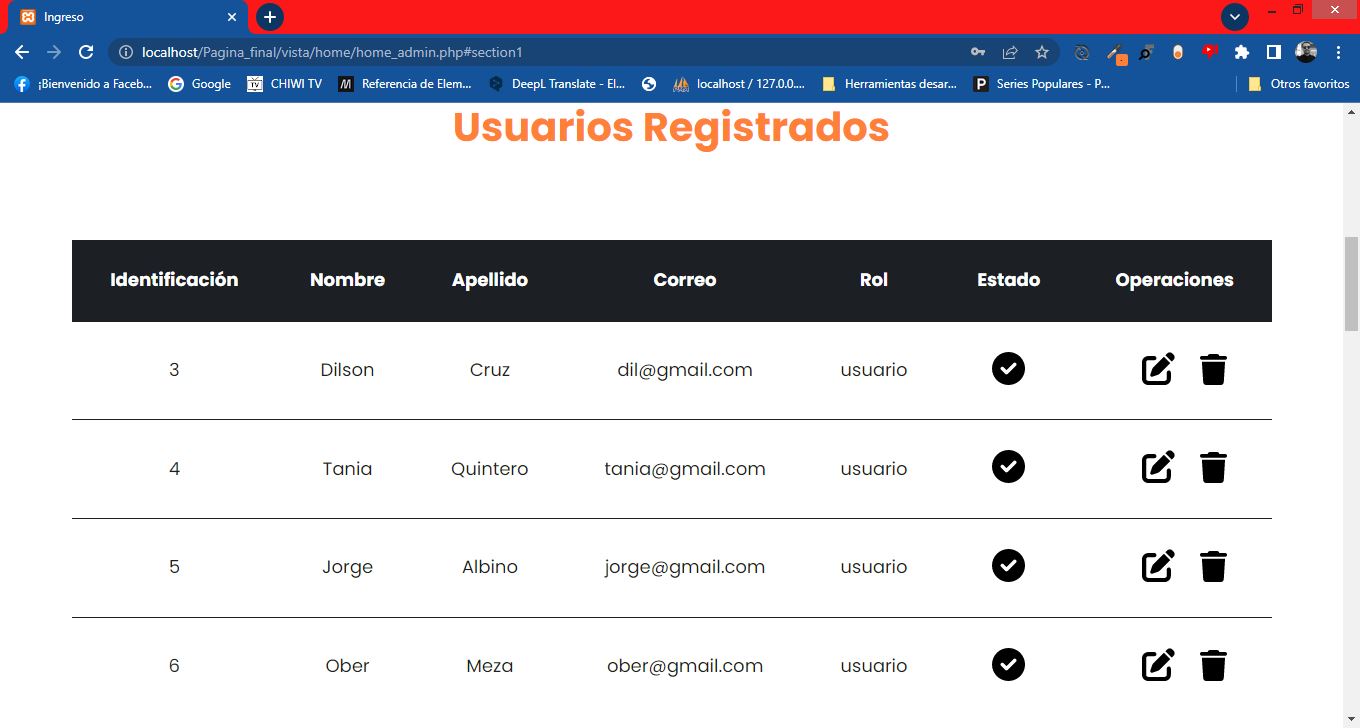 Ingreso
localhost/Pagina_final/vista/home/home_admin.php#section1
¡Bienvenido a Faceb... Google CHIWI TV Referencia de Elem... DeepL Translate - El... localhost / 127.0.0.... Herramientas desar... Series Populares - P... Otros favoritos
Usuarios Registrados
Identificación Nombre Apellido Correo Rol Estado Operaciones
3 Dilson Cruz dil@gmail.com usuario
4 Tania Quintero tania@gmail.com usuario
5 Jorge Albino jorge@gmail.com usuario
6 Ober Meza ober@gmail.com usuario